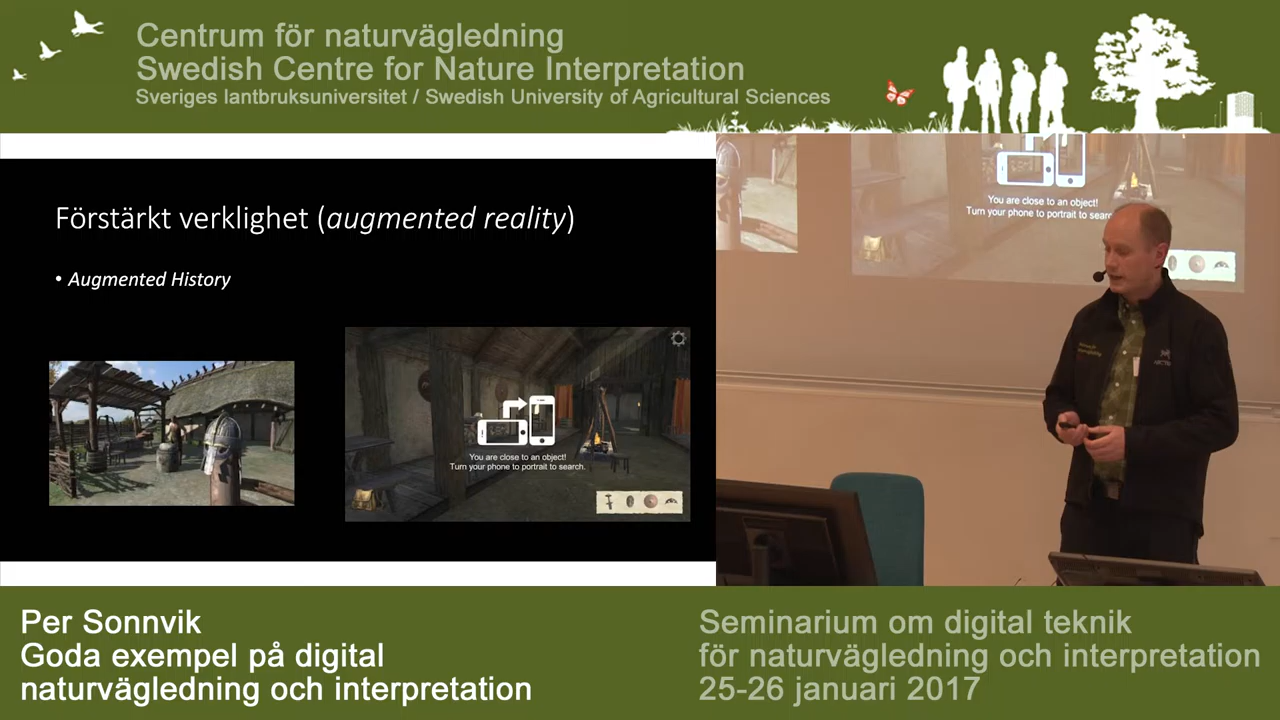 Centrum för naturvägledning
Swedish Centre for Nature Interpretation
Sveriges lantbruksuniversitet / Swedish University of Agricultural Sciences
Förstärkt verklighet (augmented reality)
• Augmented History
You are close to an object!
Turn your phone to portrait to search.
You are close to an object!
Turn your phone to portrait to sear
Per Sonnvik
Goda exempel på digital
naturvägledning och interpretation
Seminarium om digital teknik
för naturvägledning och interpretation
25-26 januari 2017